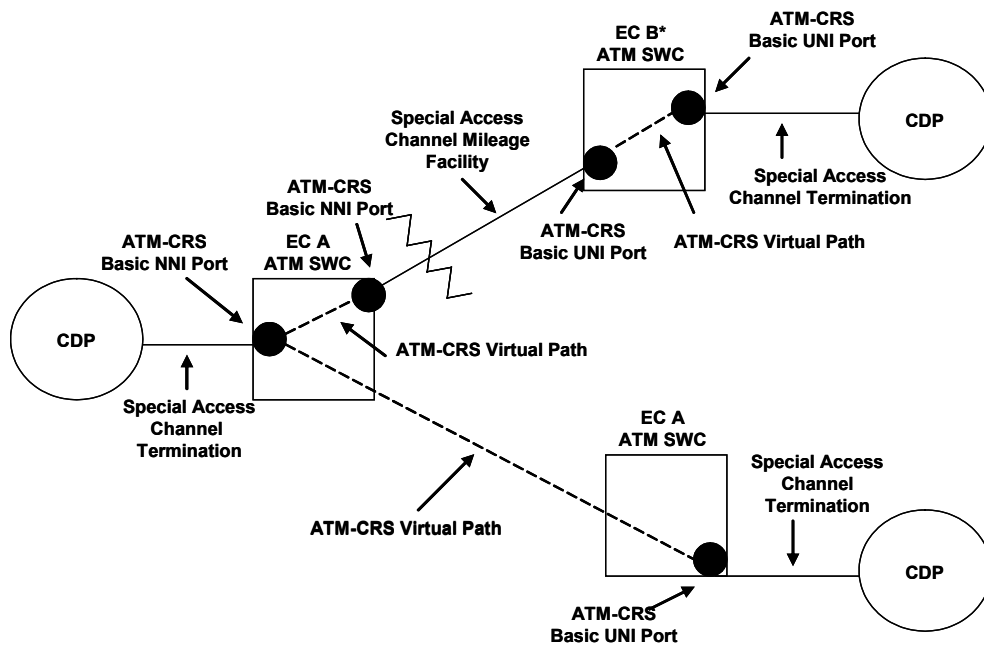 ATM-CRS
Basic UNI Port
EC B*
ATM SWC
CDP
Special Access
Channel Mileage
Facility
Special Access
Channel Termination
ATM-CRS
Basic NNI Port
ATM-CRS
Basic UNI Port
ATM-CRS Virtual Path
ATM-CRS
Basic NNI Port
EC A
ATM SWC
CDP
ATM-CRS Virtual Path
Special Access
Channel
Termination
EC A
ATM SWC
Special Access
Channel
Termination
ATM-CRS Virtual Path
CDP
ATM-CRS
Basic UNI Port